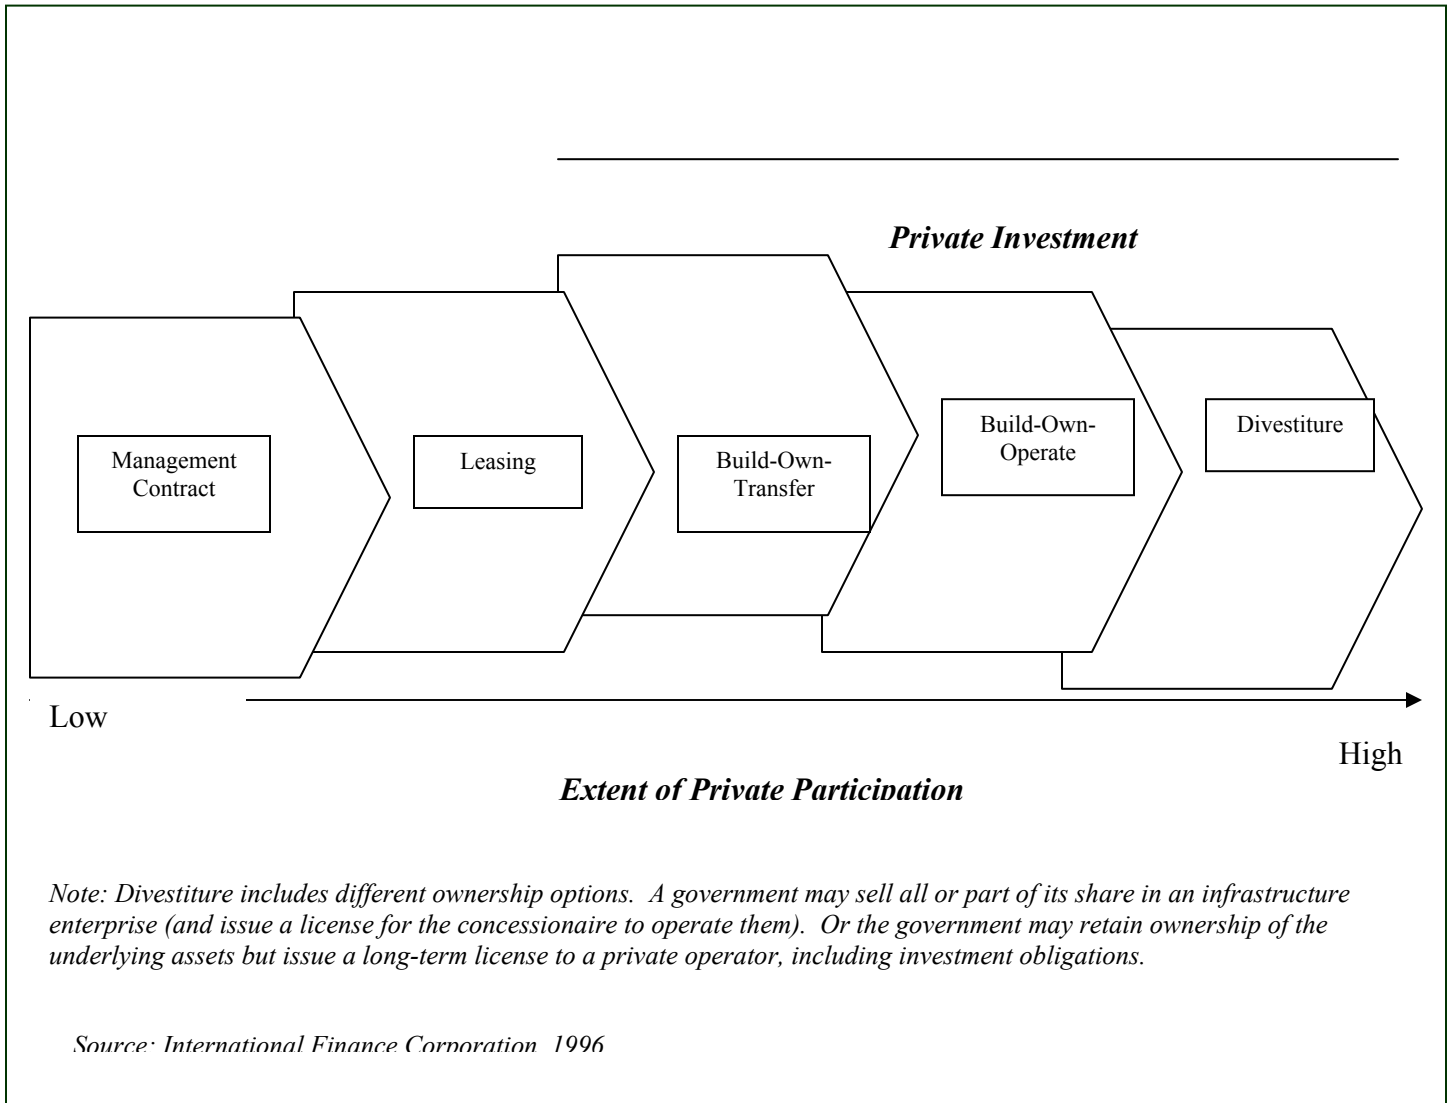 Private Investment
Management
Contract
Leasing
Build-Own-
Transfer
Build-Own-
Operate
Divestiture
Low
High
Extent of Private Participation
Note: Divestiture includes different ownership options.  A government may sell all or part of its share in an infrastructure
enterprise (and issue a license for the concessionaire to operate them).  Or the government may retain ownership of the
underlying assets but issue a long-term license to a private operator, including investment obligations.
Source: International Finance Corporation  1996